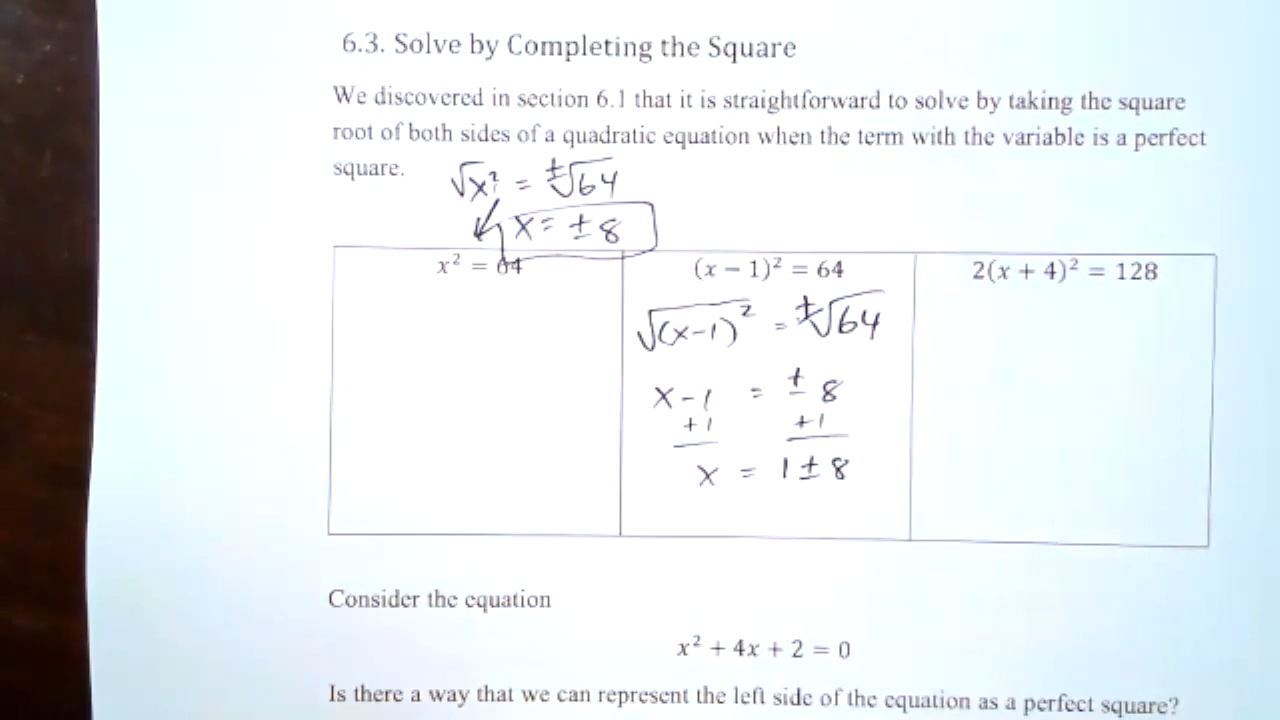 6.3. Solve by Completing the Square
We discovered in section 6.1 that it is straightforward to solve by taking the square
root of both sides of a quadratic equation when the term with the variable is a perfect
square.
√x² = ±√64
x = ±8
x² = 64
(x − 1)² = 64
√(x-1)² = ±√64
x-1 = ±8
+1 +1
x = 1±8
2(x + 4)² = 128
Consider the equation
x² + 4x + 2 = 0
Is there a way that we can represent the left side of the equation as a perfect square?